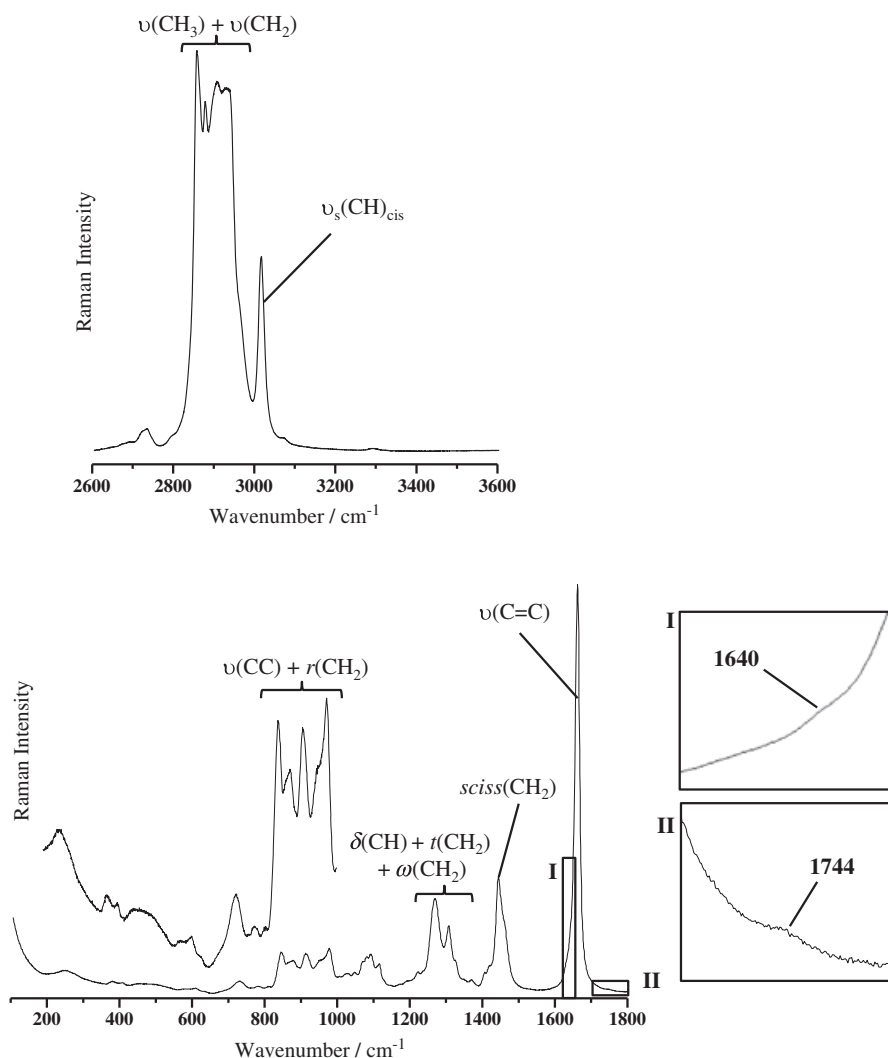 υ(CH₃) + υ(CH₂)
υₛ(CH)cis
Raman Intensity
2600 2800 3000 3200 3400 3600
Wavenumber / cm⁻¹
υ(C=C)
υ(CC) + r(CH₂)
sciss(CH₂)
δ(CH) + t(CH₂)
+ ω(CH₂)
Raman Intensity
I
II
200 400 600 800 1000 1200 1400 1600 1800
Wavenumber / cm⁻¹
I
1640
II
1744